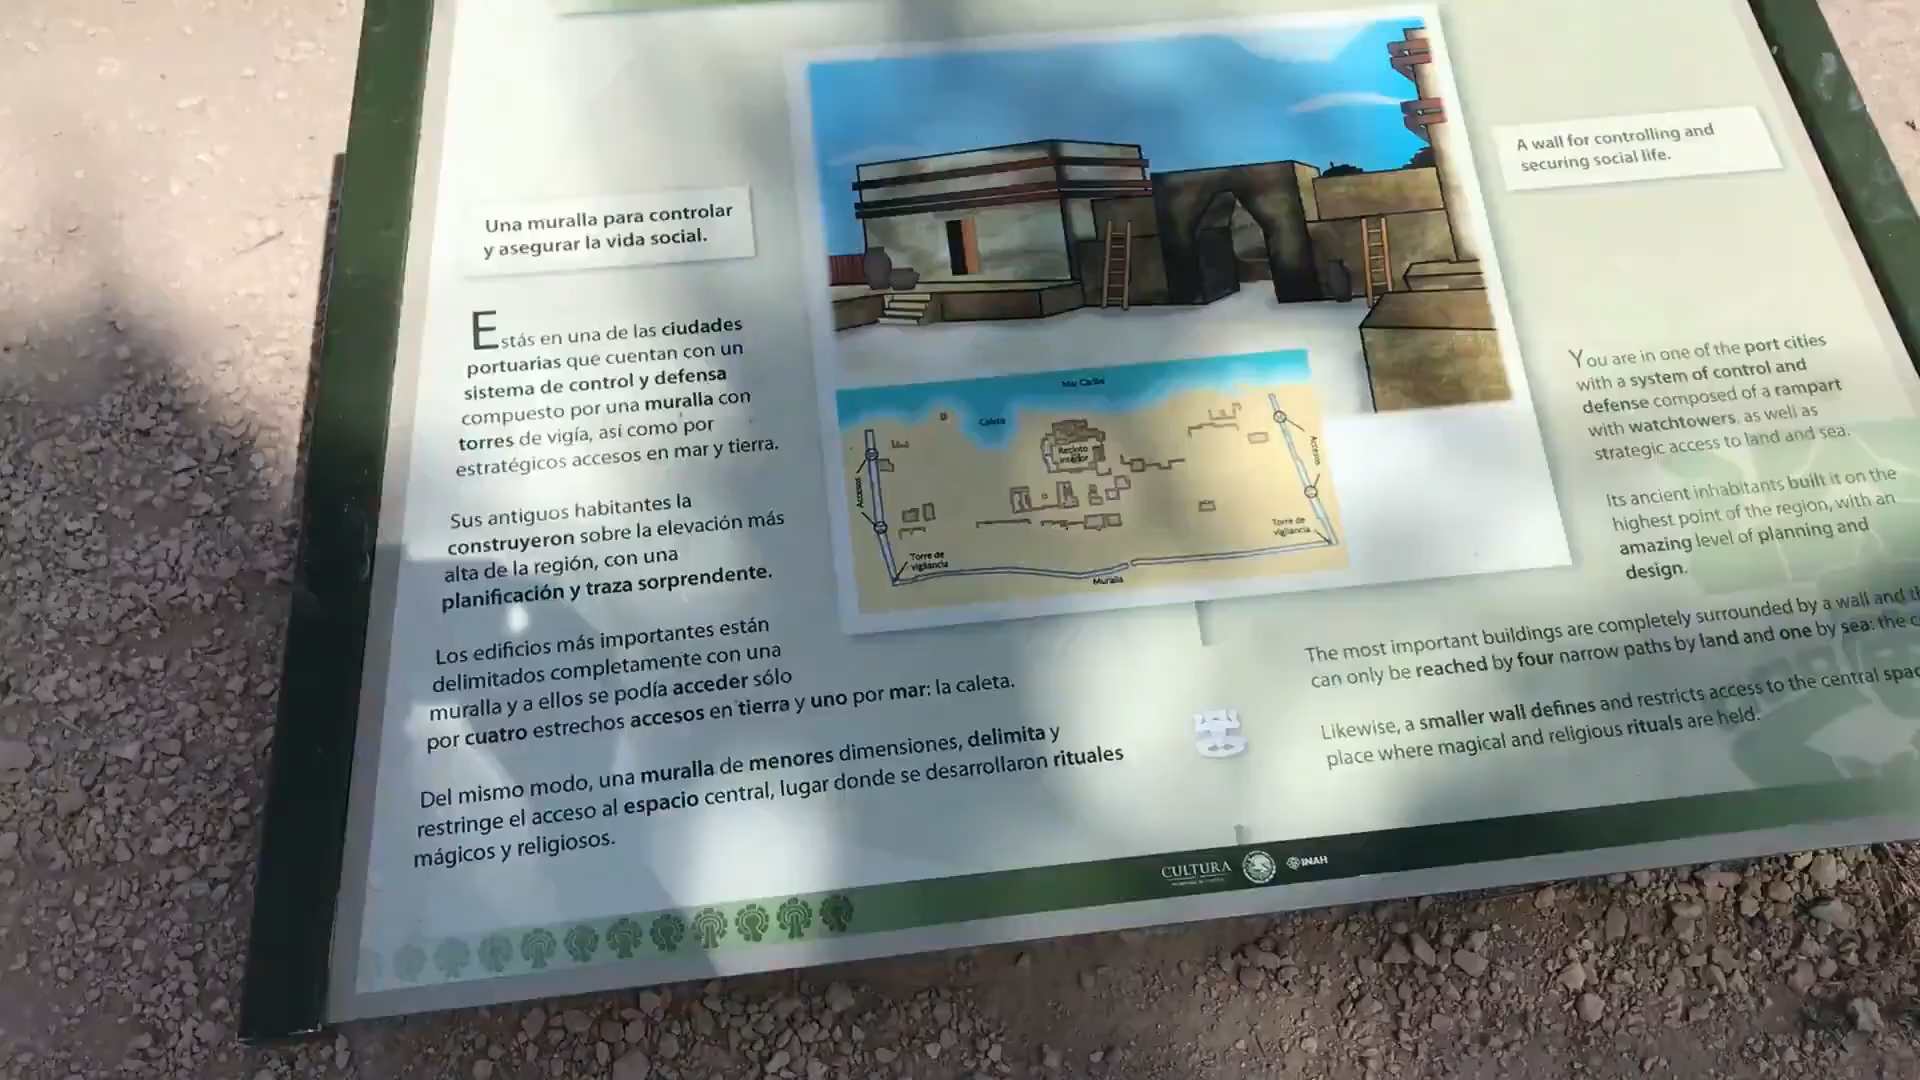 Una muralla para controlar
y asegurar la vida social.
Estás en una de las ciudades
portuarias que cuentan con un
sistema de control y defensa
compuesto por una muralla con
torres de vigía, así como por
estratégicos accesos en mar y tierra.
Sus antiguos habitantes la
construyeron sobre la elevación más
alta de la región, con una
planificación y traza sorprendente.
Los edificios más importantes están
delimitados completamente con una
muralla y a ellos se podía acceder sólo
por cuatro estrechos accesos en tierra y uno por mar: la caleta.
Del mismo modo, una muralla de menores dimensiones, delimita y
restringe el acceso al espacio central, lugar donde se desarrollaron rituales
mágicos y religiosos.
Mar Caribe
Caleta
Recinto
interior
Accesos
Accesos
Torre de
vigilancia
Torre de
vigilancia
Muralla
A wall for controlling and
securing social life.
You are in one of the port cities
with a system of control and
defense composed of a rampart
with watchtowers, as well as
strategic access to land and sea.
Its ancient inhabitants built it on the
highest point of the region, with an
amazing level of planning and
design.
The most important buildings are completely surrounded by a wall and
can only be reached by four narrow paths by land and one by sea: the
Likewise, a smaller wall defines and restricts access to the central
place where magical and religious rituals are held.
CULTURA
INAH